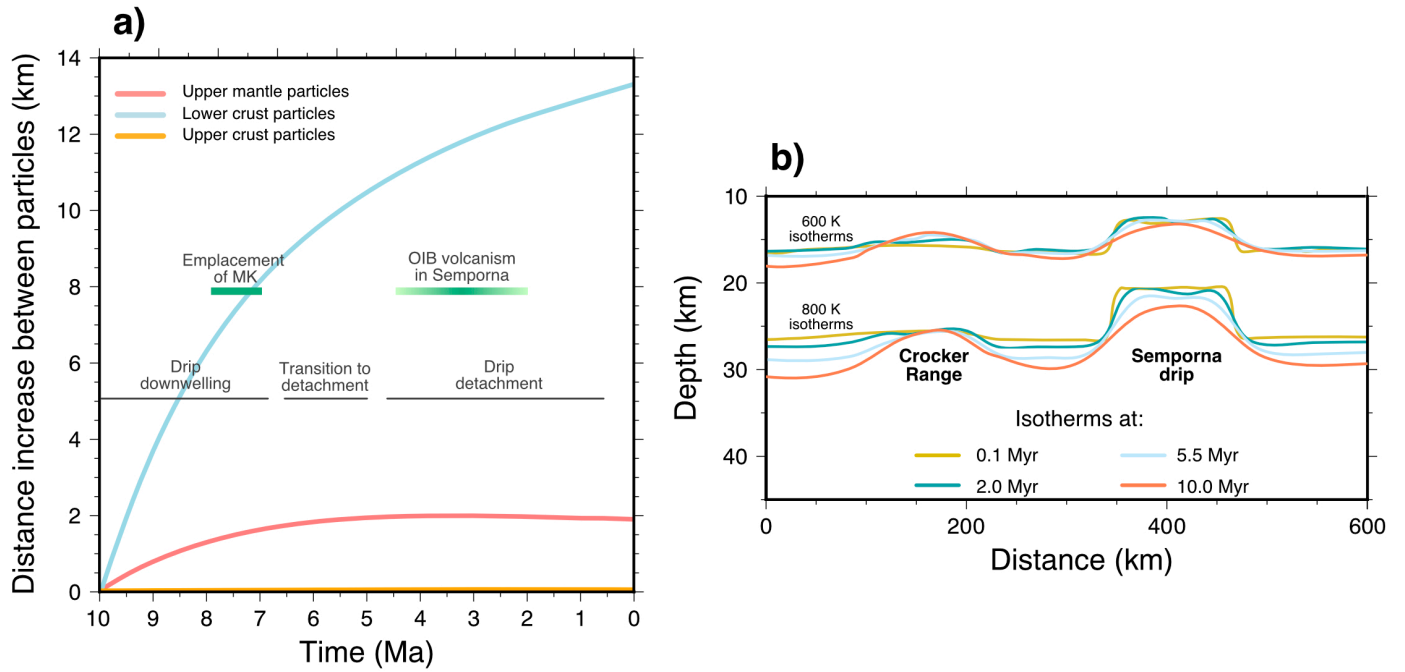 a)
Distance increase between particles (km)
14
12
10
8
6
4
2
0
Upper mantle particles
Lower crust particles
Upper crust particles
Emplacement
of MK
OIB volcanism
in Semporna
Drip
downwelling
Transition to
detachment
Drip
detachment
10 9 8 7 6 5 4 3 2 1 0
Time (Ma)
b)
Depth (km)
10
20
30
40
600 K
isotherms
800 K
isotherms
Crocker
Range
Semporna
drip
Isotherms at:
0.1 Myr
5.5 Myr
2.0 Myr
10.0 Myr
0 200 400 600
Distance (km)